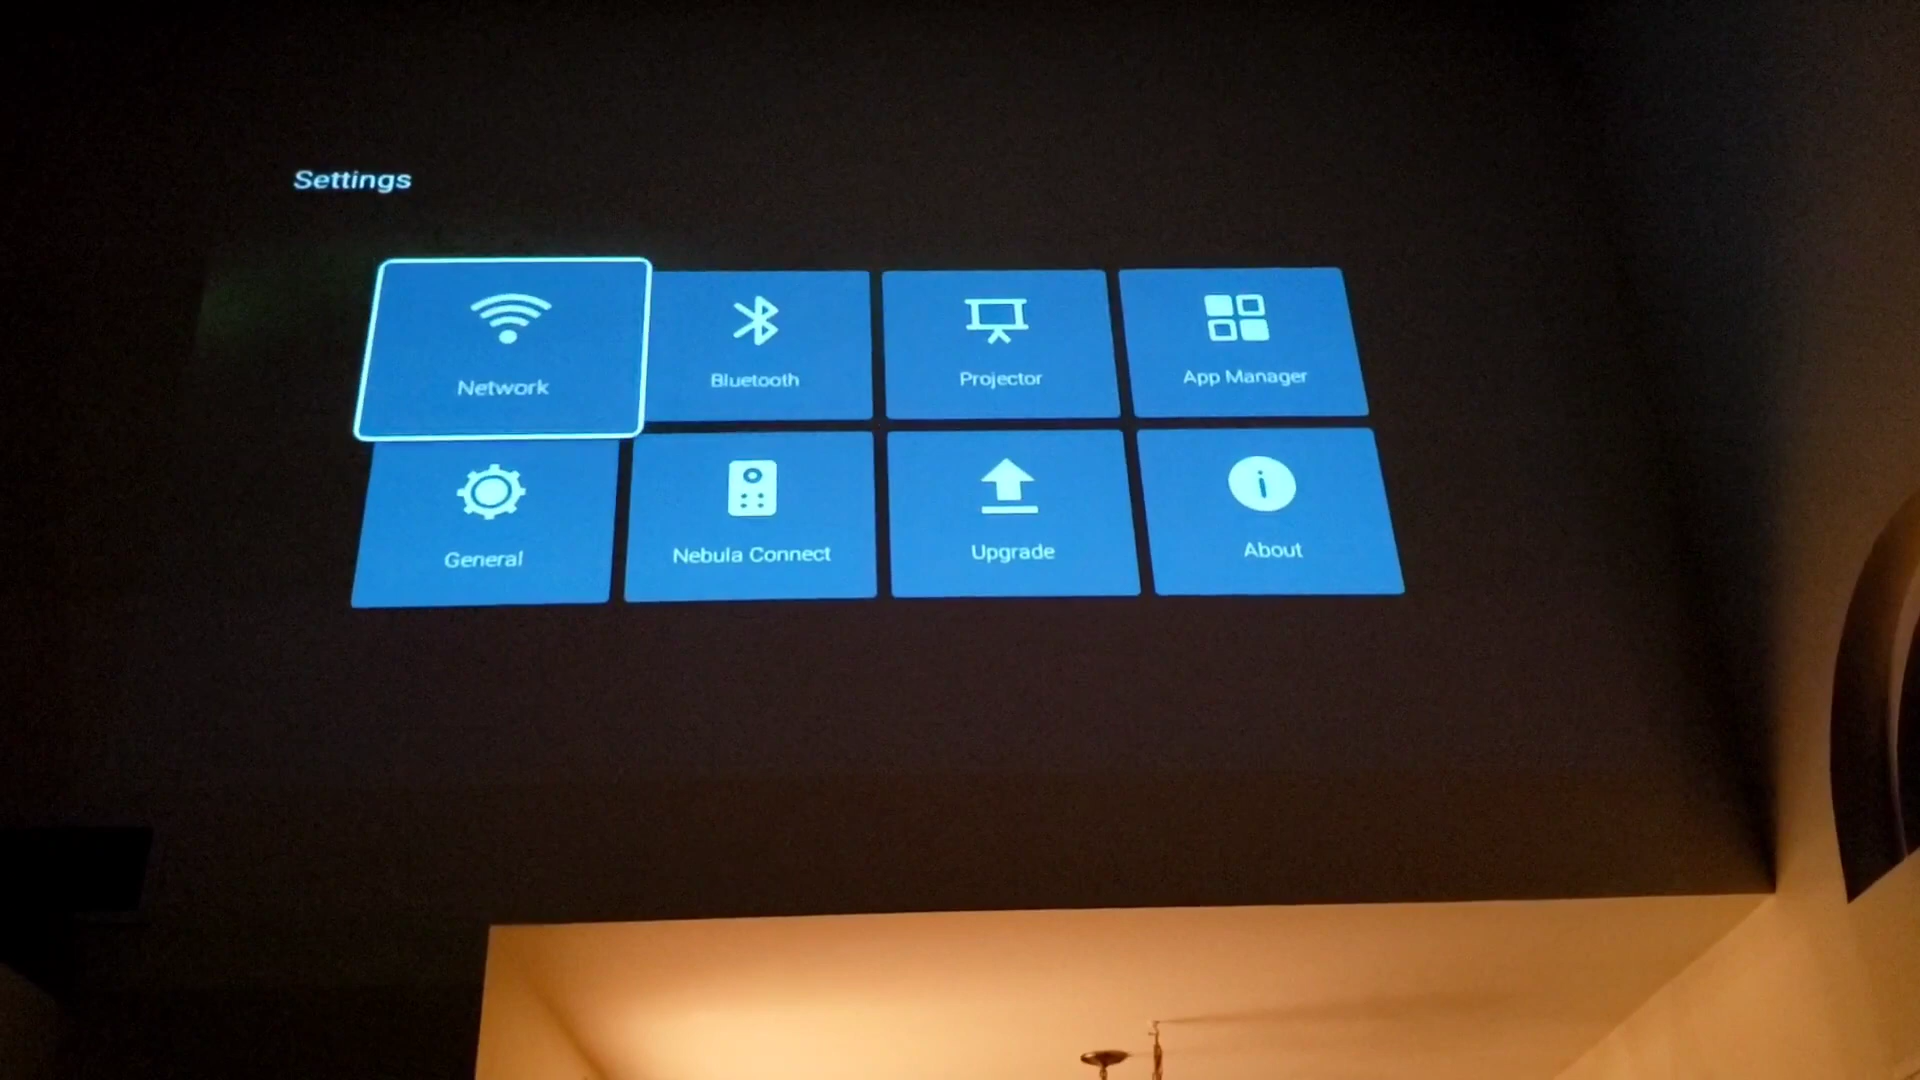 Settings
Network
Bluetooth
Projector
App Manager
General
Nebula Connect
Upgrade
About